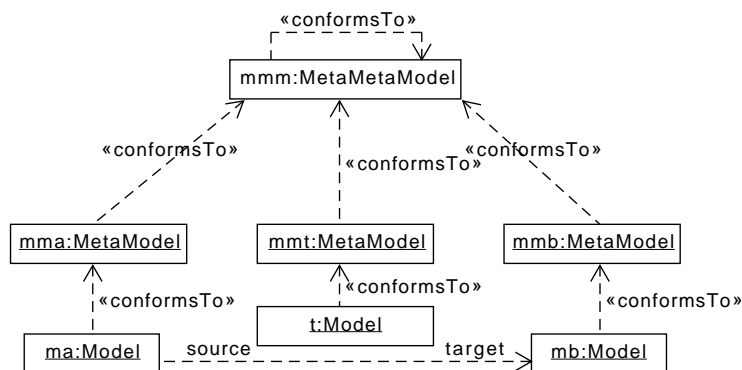 «conformsTo»
mmm:MetaMetaModel
«conformsTo»
«conformsTo»
«conformsTo»
mma:MetaModel
mmt:MetaModel
mmb:MetaModel
«conformsTo»
«conformsTo»
«conformsTo»
t:Model
ma:Model
source
target
mb:Model